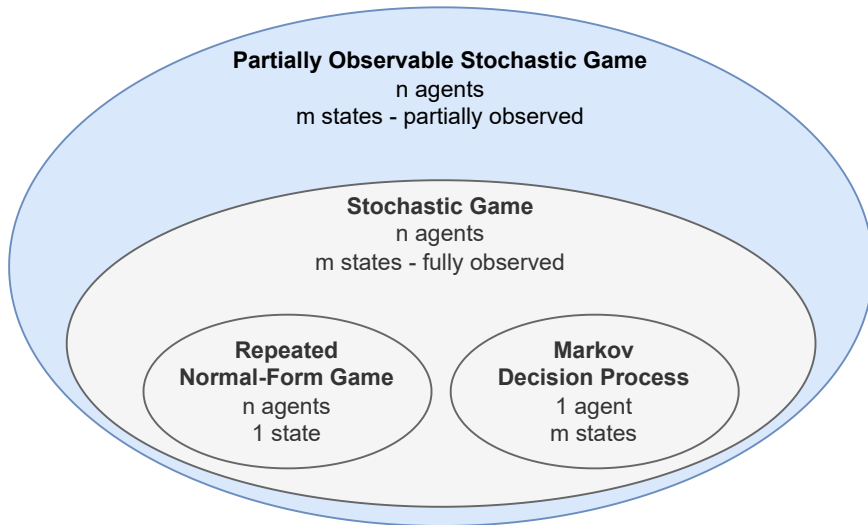 Partially Observable Stochastic Game
n agents
m states - partially observed
Stochastic Game
n agents
m states - fully observed
Repeated
Normal-Form Game
n agents
1 state
Markov
Decision Process
1 agent
m states